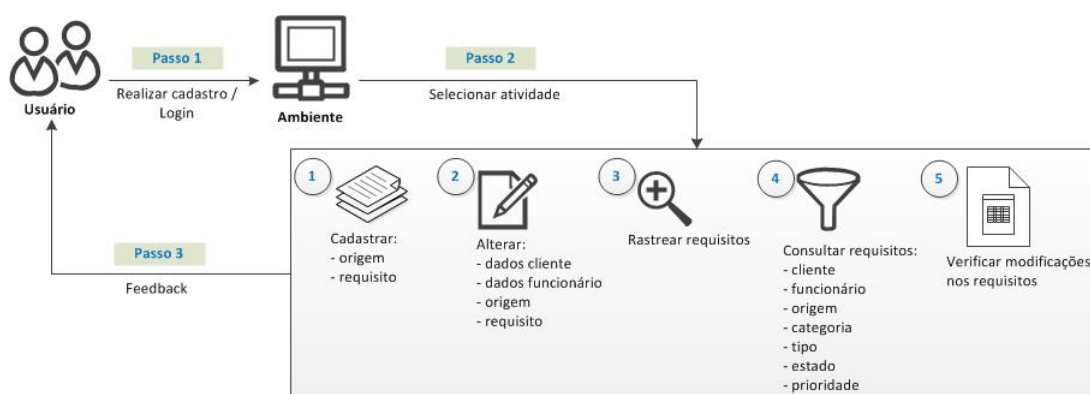 Passo 1
Passo 2
Realizar cadastro /
Login
Selecionar atividade
Usuário
Ambiente
1
2
3
4
5
Cadastrar:
- origem
- requisito
Alterar:
- dados cliente
- dados funcionário
- origem
- requisito
Rastrear requisitos
Consultar requisitos:
- cliente
- funcionário
- origem
- categoria
- tipo
- estado
- prioridade
Verificar modificações
nos requisitos
Passo 3
Feedback